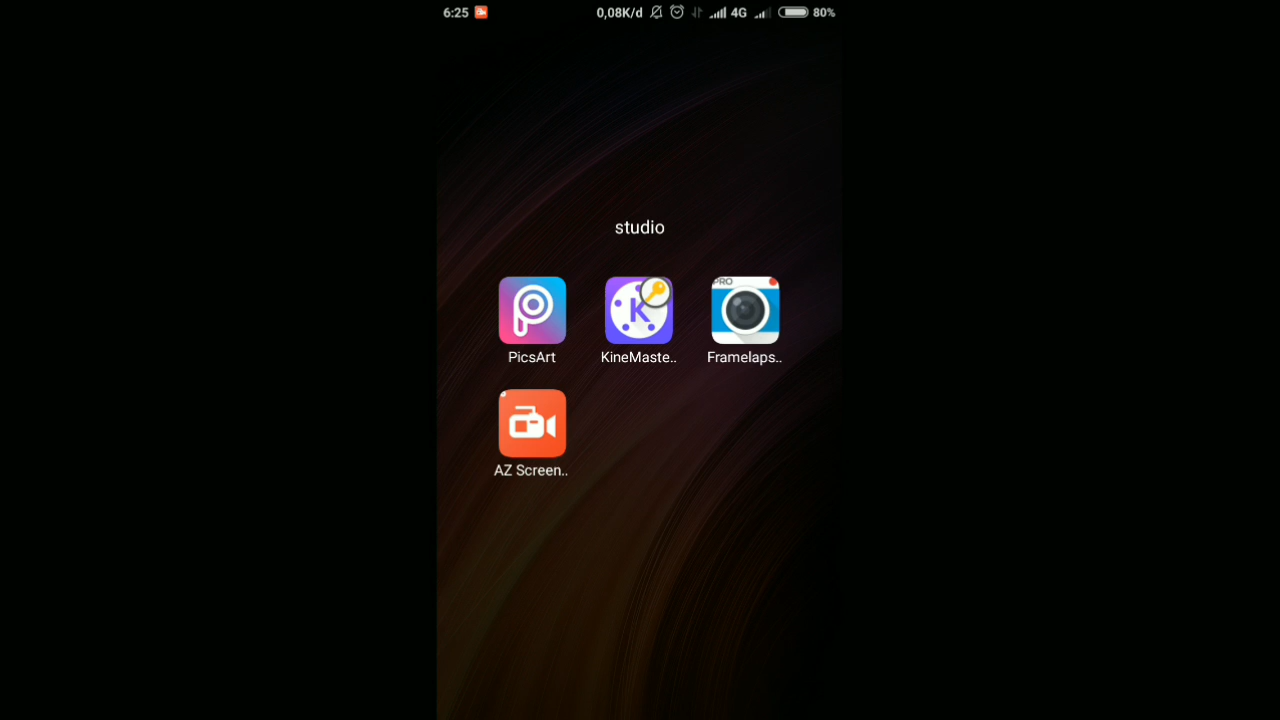 6:25 0,08K/d 4G 80%
studio
PRO
PicsArt KineMaste.. Framelaps..
AZ Screen..